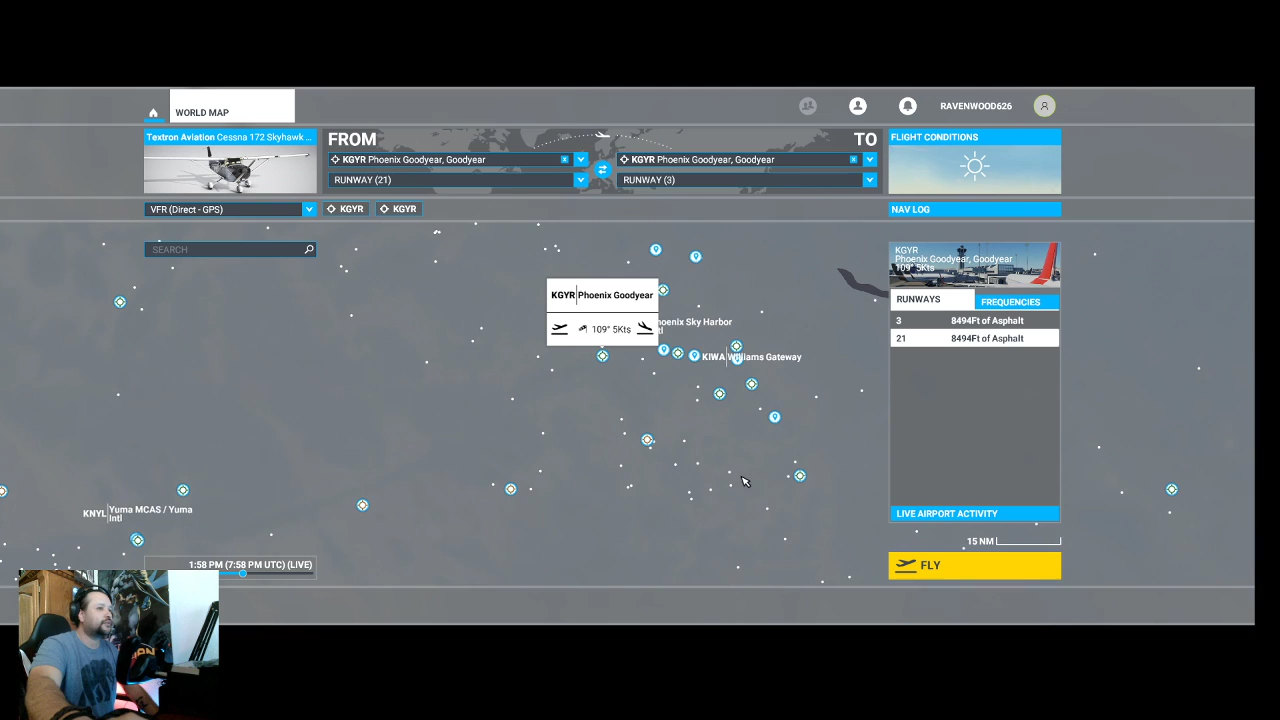 WORLD MAP
RAVENWOOD626
Textron Aviation Cessna 172 Skyhawk ...
FROM
TO
KGYR Phoenix Goodyear, Goodyear
RUNWAY (21)
KGYR Phoenix Goodyear, Goodyear
RUNWAY (3)
FLIGHT CONDITIONS
VFR (Direct - GPS)
KGYR
KGYR
NAV LOG
SEARCH
KGYR
Phoenix Goodyear, Goodyear
109° 5Kts
RUNWAYS
FREQUENCIES
3 8494Ft of Asphalt
21 8494Ft of Asphalt
KGYR Phoenix Goodyear
109° 5Kts
Sky Harbor
KIWA Williams Gateway
KNYL Yuma MCAS / Yuma
Intl
LIVE AIRPORT ACTIVITY
15 NM
1:58 PM (7:58 PM UTC) (LIVE)
FLY